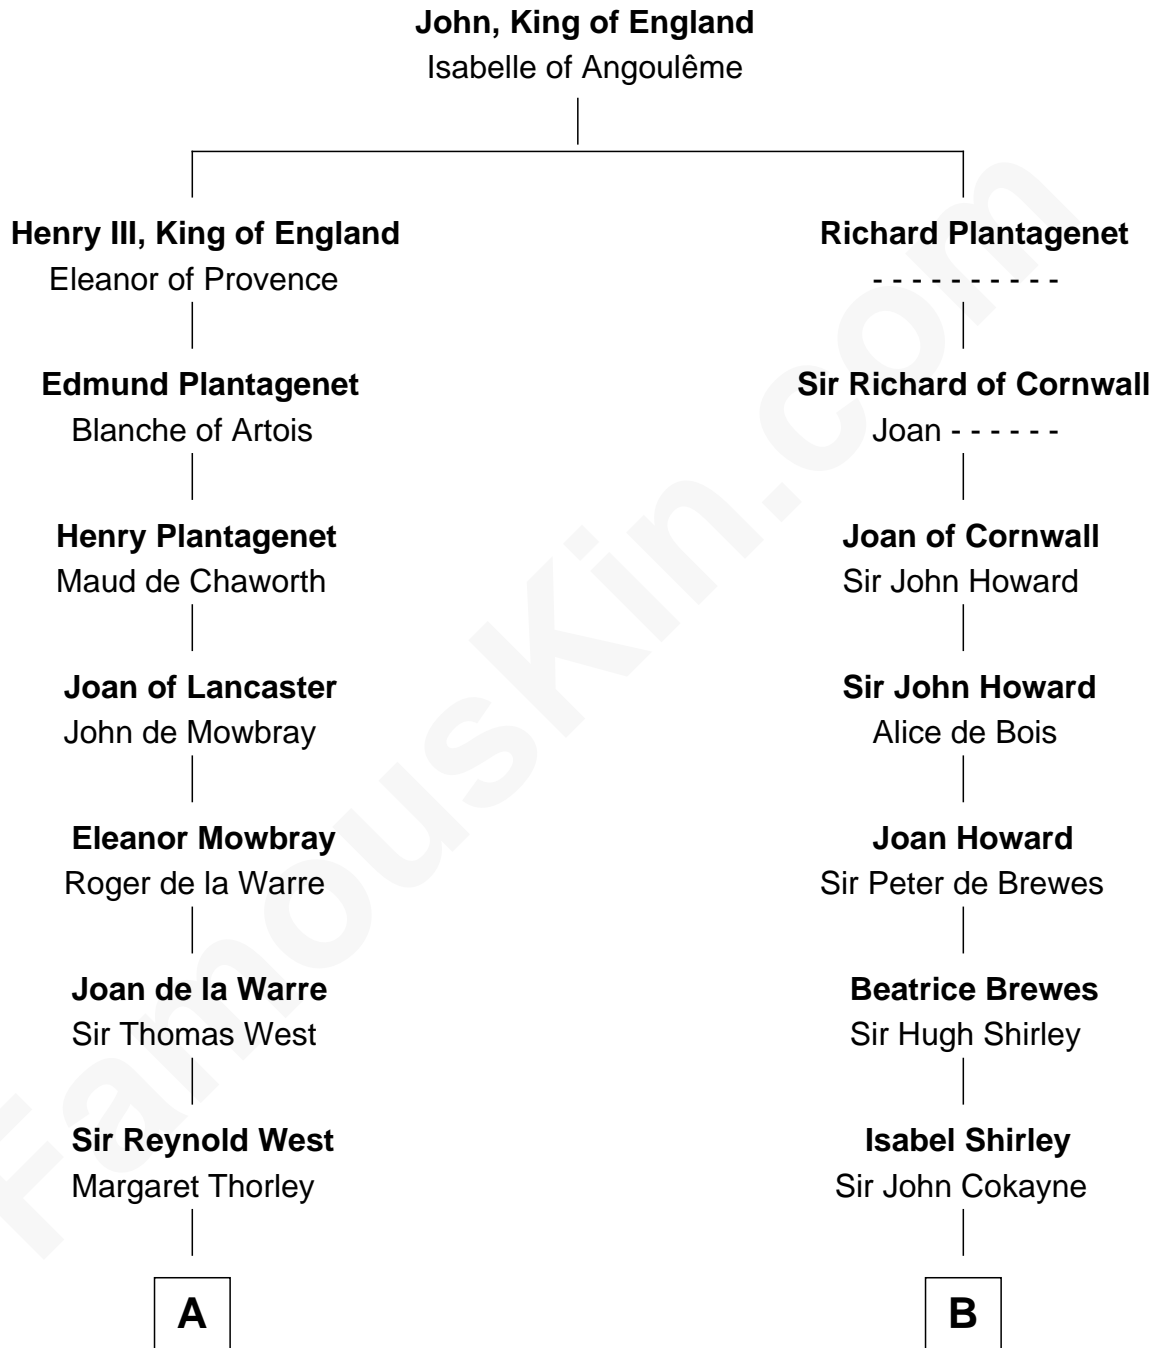 John, King of England
Isabelle of Angoulême
Henry III, King of England
Eleanor of Provence
Edmund Plantagenet
Blanche of Artois
Henry Plantagenet
Maud de Chaworth
Joan of Lancaster
John de Mowbray
Eleanor Mowbray
Roger de la Warre
Joan de la Warre
Sir Thomas West
Sir Reynold West
Margaret Thorley
A
Richard Plantagenet
- - - - - - - - - -
Sir Richard of Cornwall
Joan - - - - - -
Joan of Cornwall
Sir John Howard
Sir John Howard
Alice de Bois
Joan Howard
Sir Peter de Brewes
Beatrice Brewes
Sir Hugh Shirley
Isabel Shirley
Sir John Cokayne
B
FamousKin.com